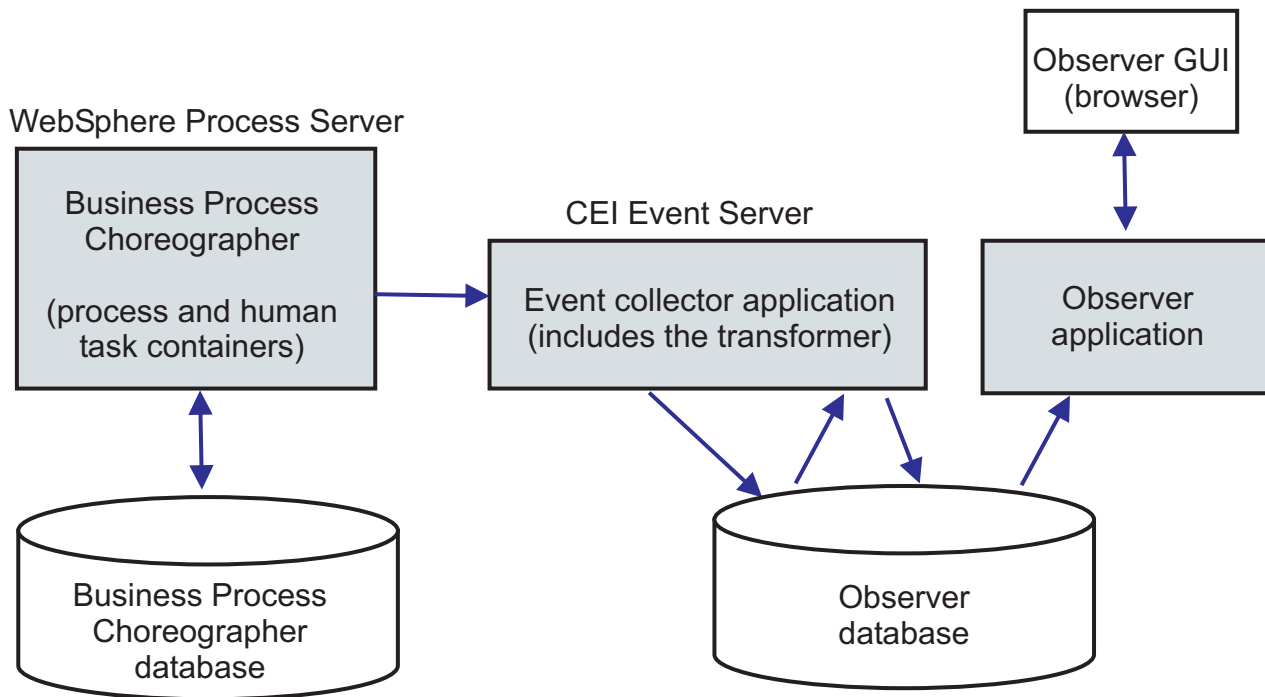 WebSphere Process Server
Business Process
Choreographer
(process and human
task containers)
Business Process
Choreographer
database
CEI Event Server
Event collector application
(includes the transformer)
Observer
database
Observer GUI
(browser)
Observer
application